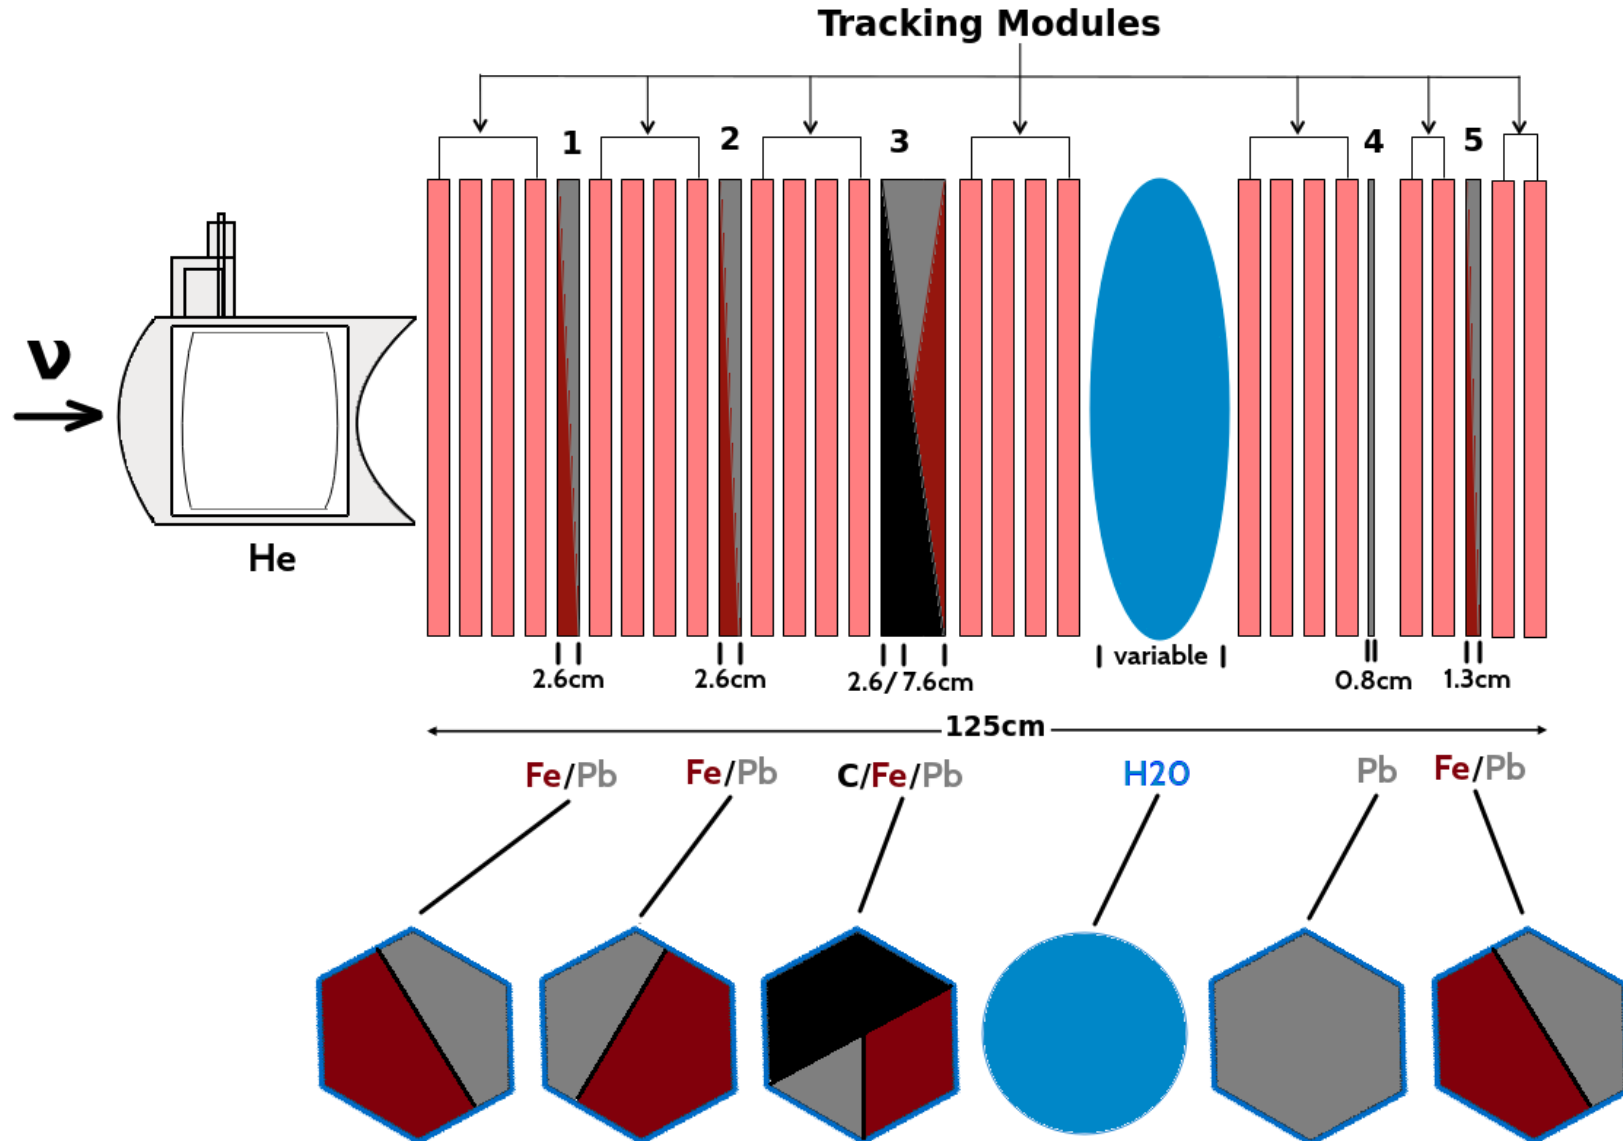 Tracking Modules
1 2 3 4 5
ν
He
2.6cm 2.6cm 2.6/7.6cm variable 0.8cm 1.3cm
125cm
Fe/Pb Fe/Pb C/Fe/Pb H2O Pb Fe/Pb